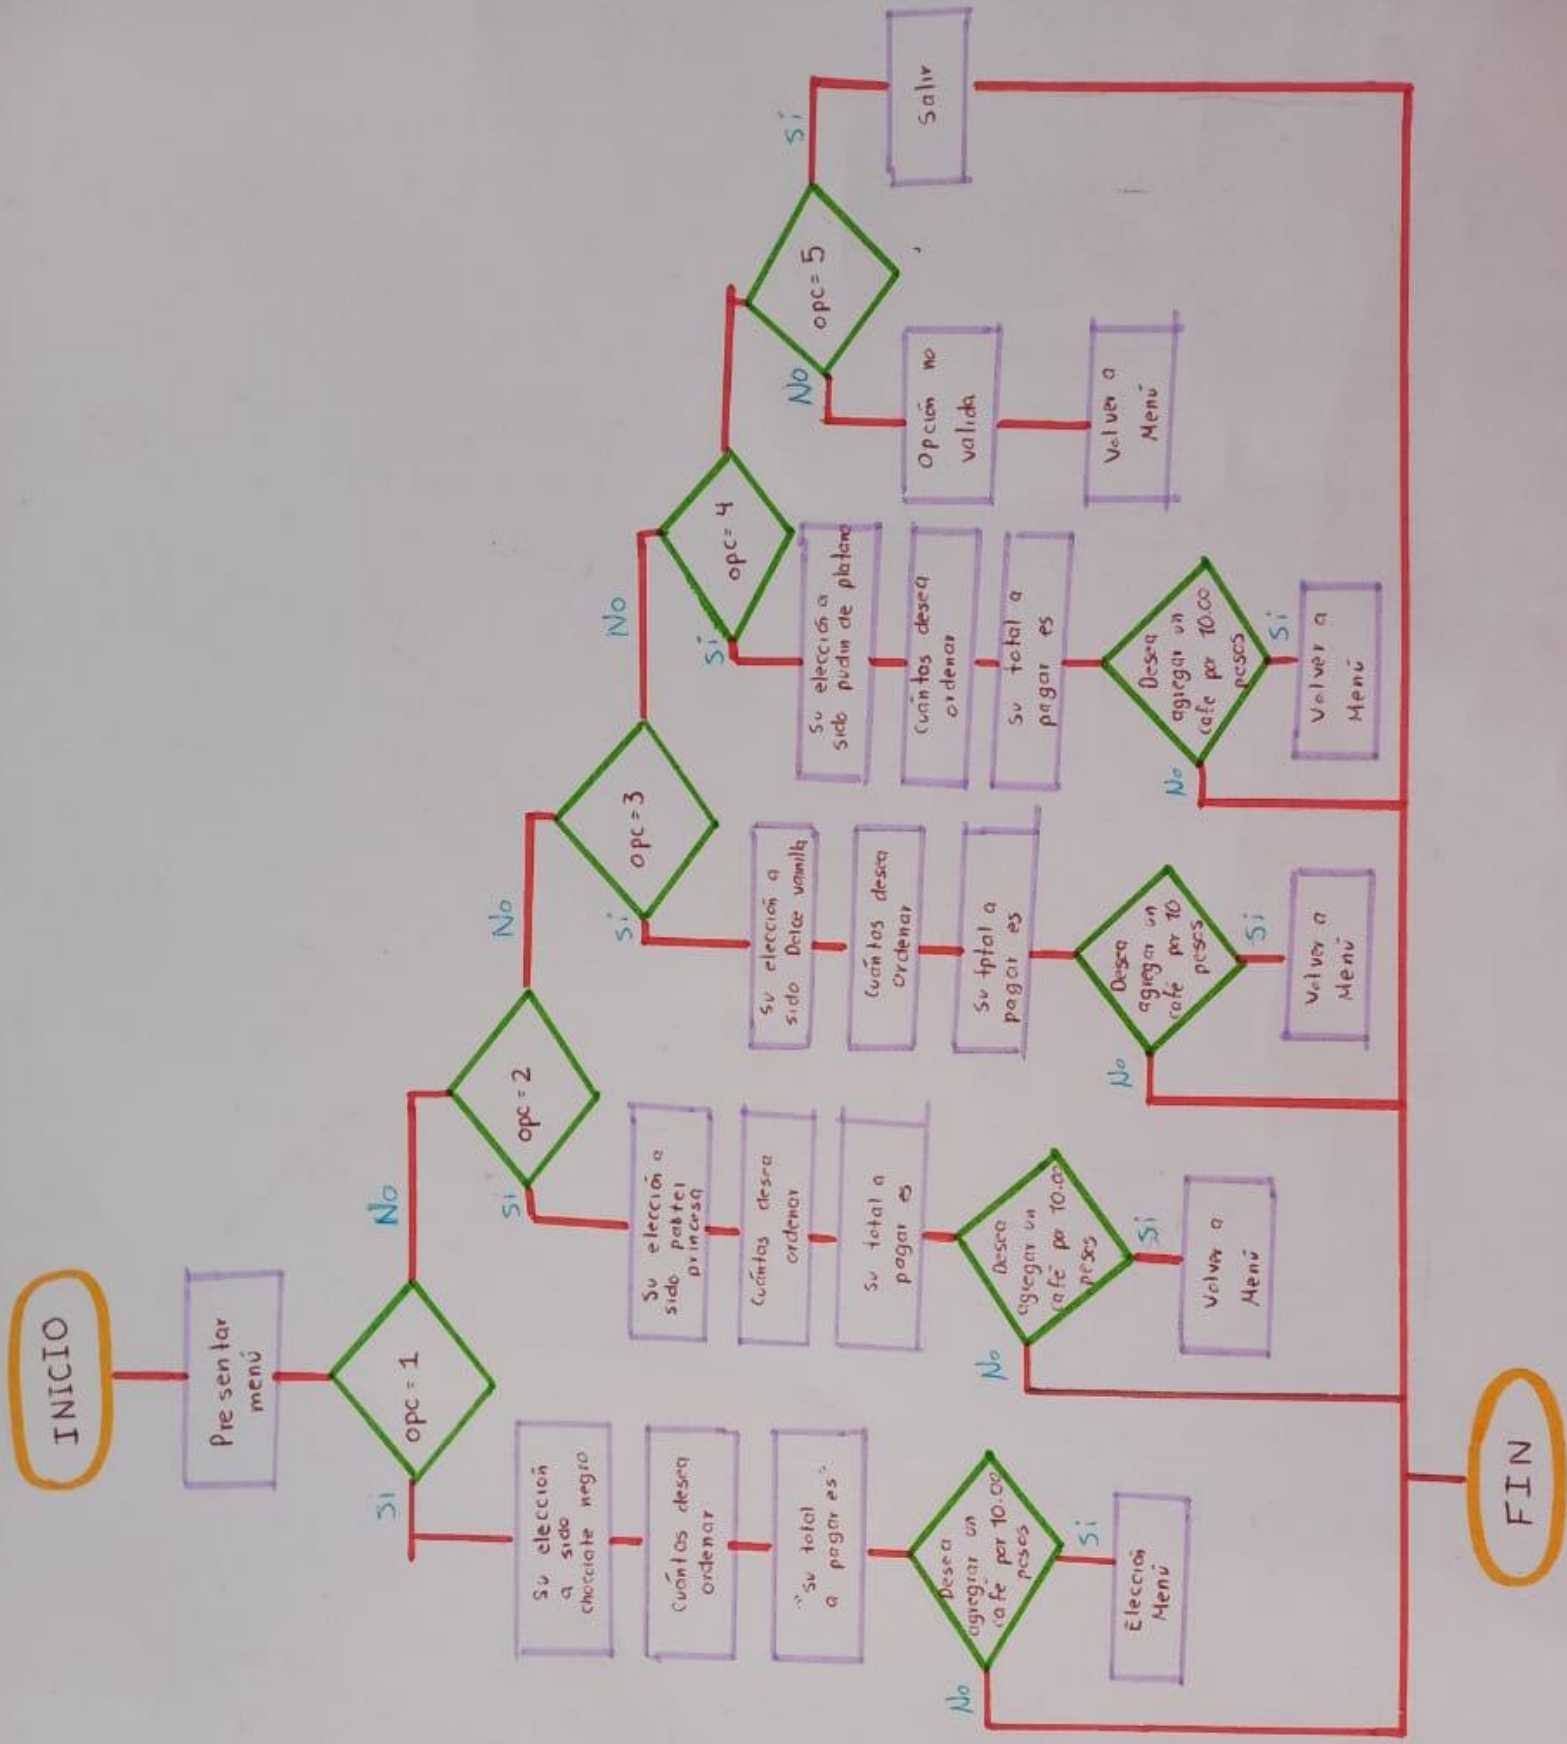 INICIO
Presentar
menú
opc = 1
Si
No
Su elección
a sido
chocolate negro
Cuántos desea
ordenar
"su total
a pagar es"
Desea
agregrar un
café por 10.00
pesos
No
Si
Elección
Menú
opc = 2
Si
No
Su elección a
sido pastel
princesa
Cuántos desea
ordenar
Su total a
pagar es
Desea
agregar un
café por 10.00
pesos
No
Si
Volver a
Menú
opc = 3
Si
No
Su elección a
sido Delce vainilla
Cuántos desea
ordenar
Su total a
pagar es
Desea
agregar un
café por 10
pesos
No
Si
Volver a
Menú
opc = 4
Si
Su elección a
sido pudin de platano
Cuántos desea
ordenar
Su total a
pagar es
Desea
agregar un
cafe por 10.00
pesos
No
Si
Volver a
Menú
opc = 5
No
Si
Opción no
valida
Volver a
Menú
Salir
FIN